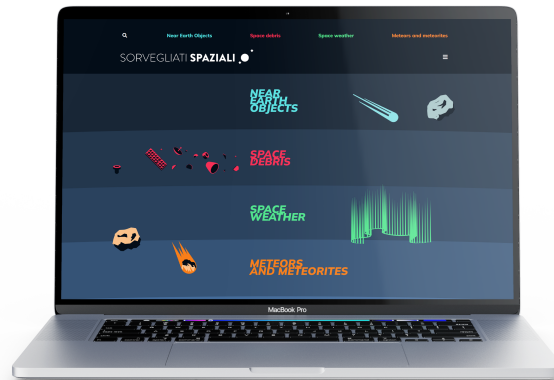 Near Earth Objects
Space debris
Space weather
Meteors and meteorites
SORVEGLIATI SPAZIALI
NEAR
EARTH
OBJECTS
SPACE
DEBRIS
SPACE
WEATHER
METEORS
AND METEORITES
MacBook Pro